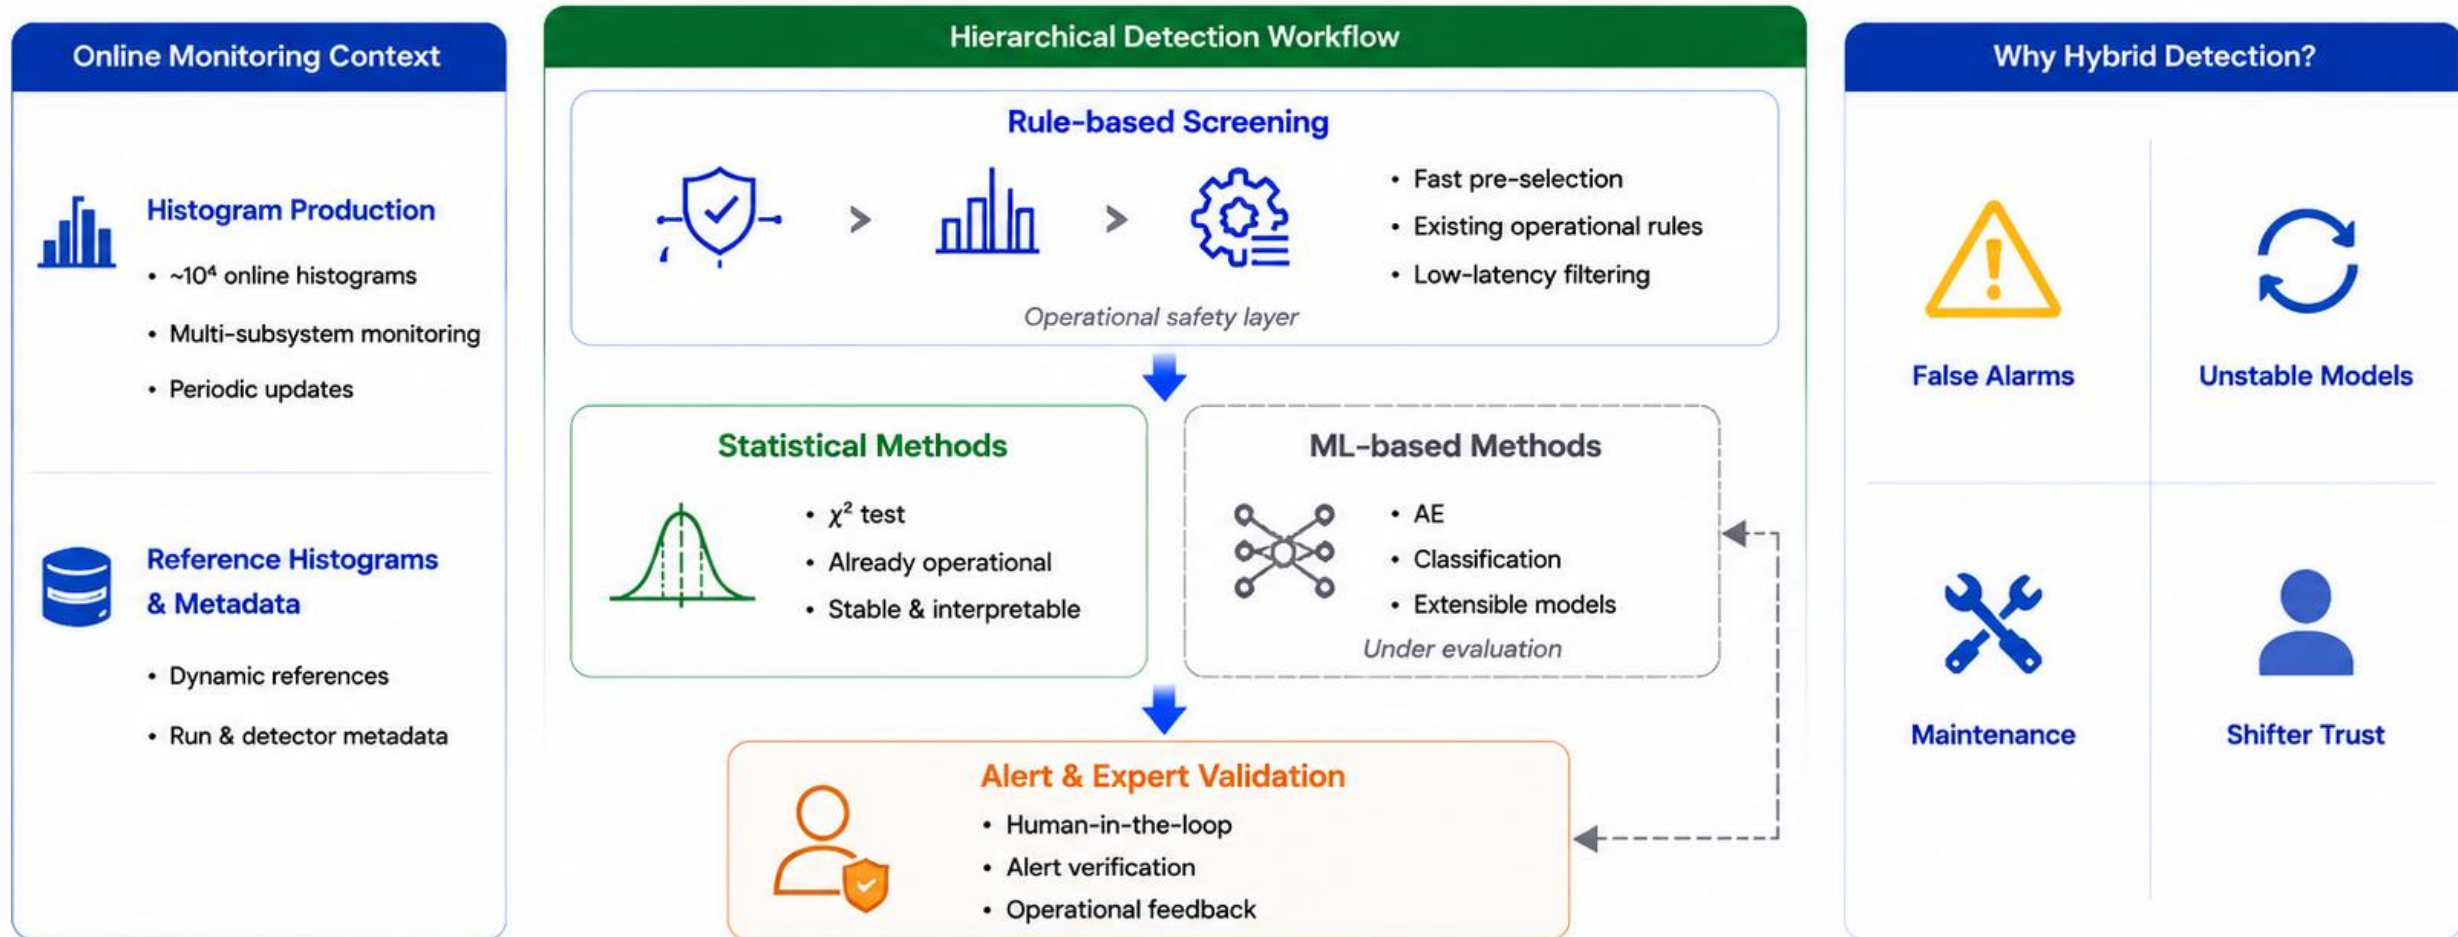 Online Monitoring Context
Histogram Production
• ~10⁴ online histograms
• Multi-subsystem monitoring
• Periodic updates
Reference Histograms
& Metadata
• Dynamic references
• Run & detector metadata
Hierarchical Detection Workflow
Rule-based Screening
>
>
• Fast pre-selection
• Existing operational rules
• Low-latency filtering
Operational safety layer
Statistical Methods
• χ² test
• Already operational
• Stable & interpretable
ML-based Methods
• AE
• Classification
• Extensible models
Under evaluation
Alert & Expert Validation
• Human-in-the-loop
• Alert verification
• Operational feedback
Why Hybrid Detection?
False Alarms
Unstable Models
Maintenance
Shifter Trust